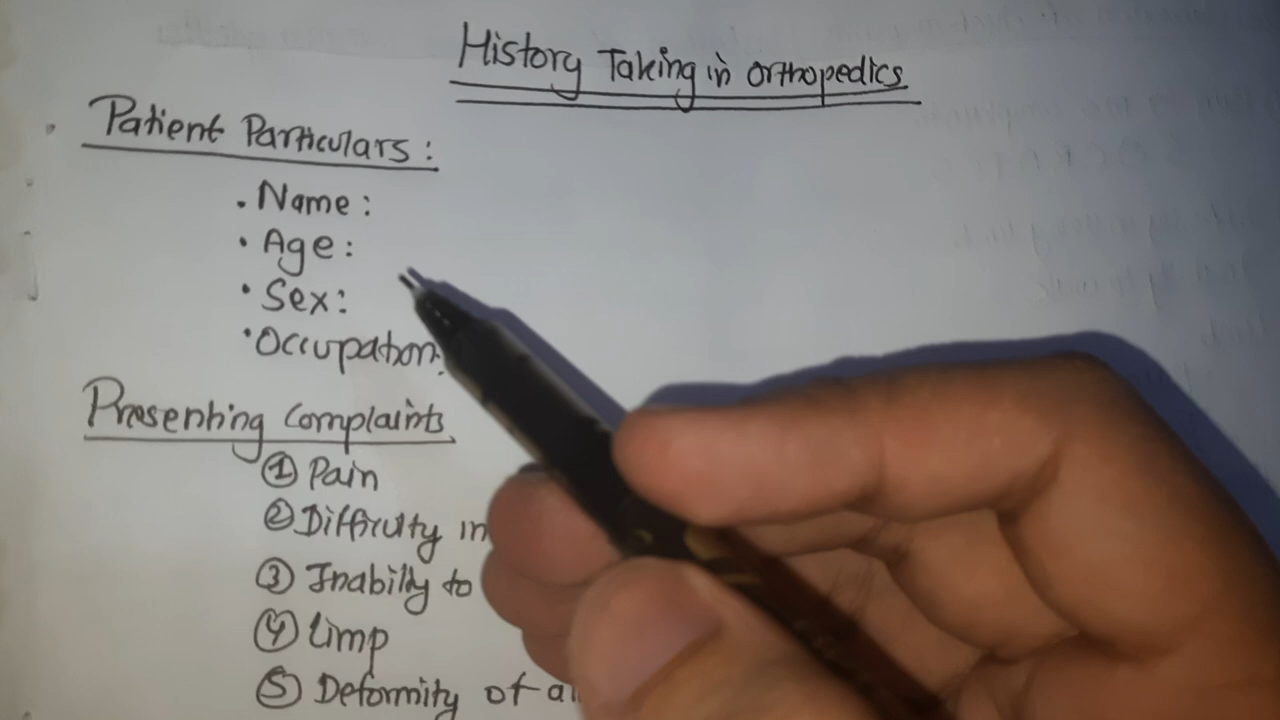 History Taking in Orthopedics
Patient Particulars:
· Name:
· Age:
· Sex:
· Occupation:
Presenting Complaints
① Pain
② Difficulty in
③ Inability to
④ Limp
⑤ Deformity of